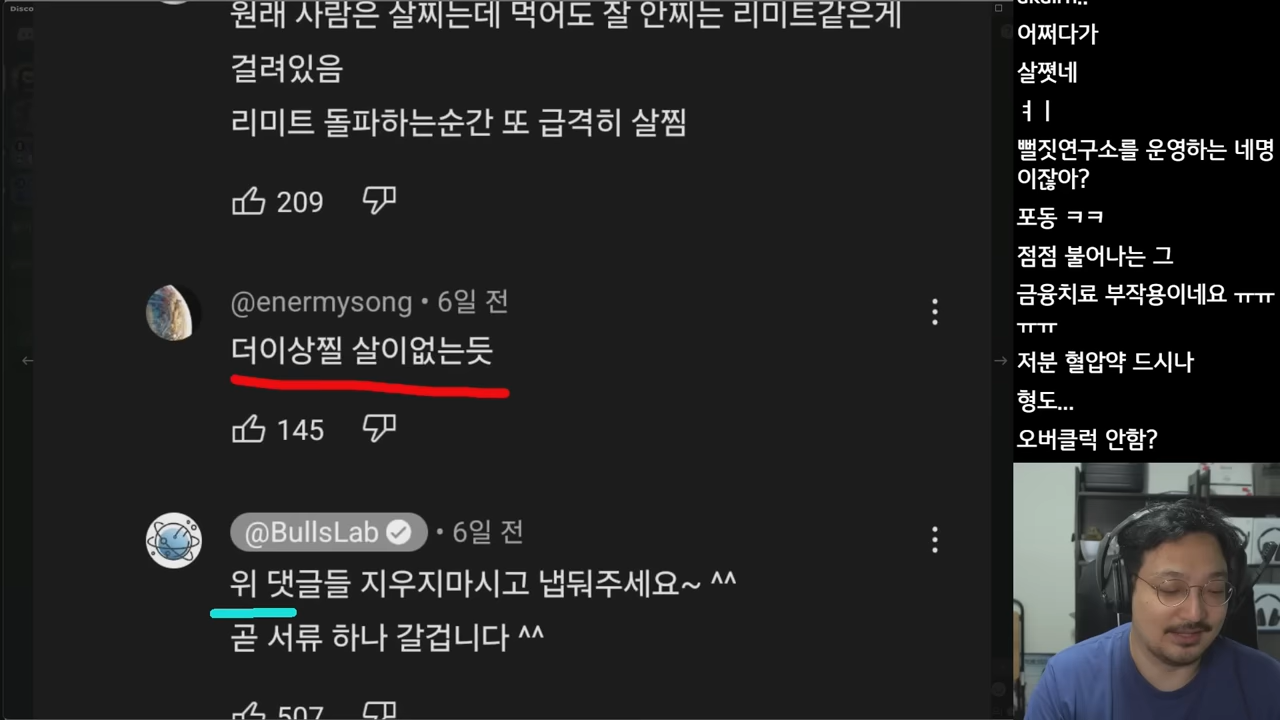 Disco
원래 사람은 살찌는데 먹어도 잘 안찌는 리미트같은게
걸려있음
리미트 돌파하는순간 또 급격히 살찜
209
@enermysong • 6일 전
더이상찔 살이없는듯
145
@BullsLab • 6일 전
위 댓글들 지우지마시고 냅둬주세요~ ^^
곧 서류 하나 갈겁니다 ^^
507
어쩌다가
살쪗네
ㅕㅣ
뻘짓연구소를 운영하는 네명
이잖아?
포동 ㅋㅋ
점점 불어나는 그
금융치료 부작용이네요 ㅠㅠ
ㅠㅠ
저분 혈압약 드시나
형도...
오버클럭 안함?